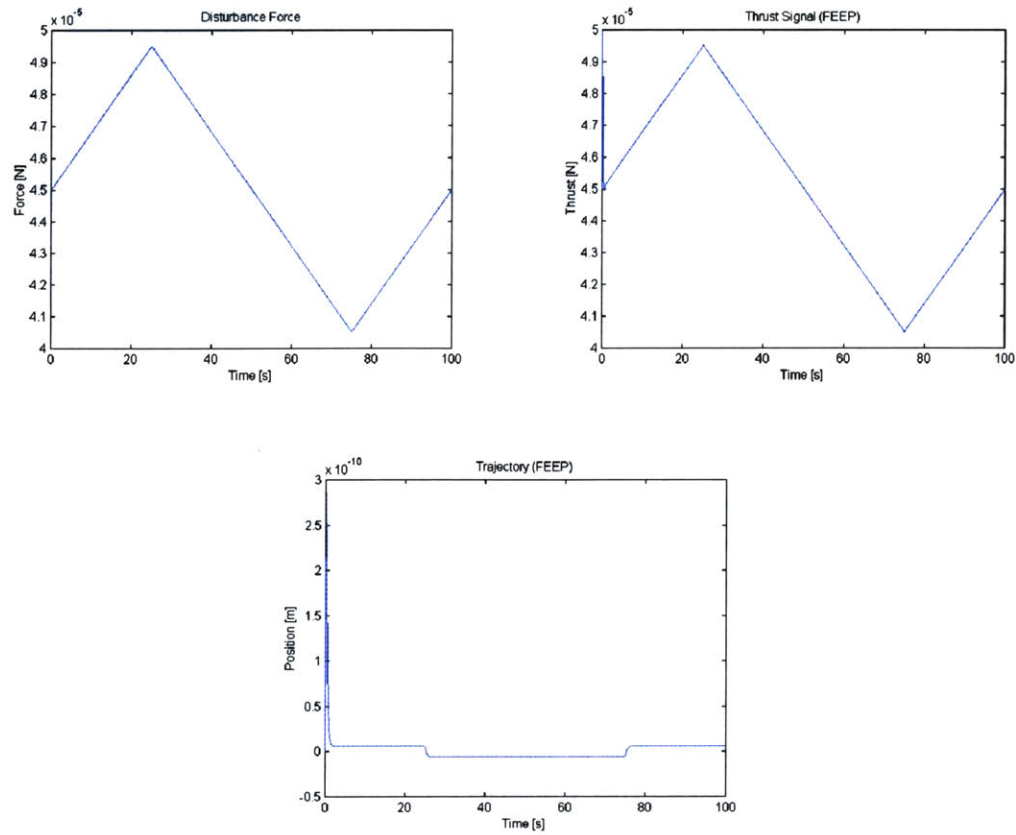 Disturbance Force
x 10^-5
5
4.9
4.8
4.7
4.6
4.5
4.4
4.3
4.2
4.1
4
Force [N]
0 20 40 60 80 100
Time [s]
Thrust Signal (FEEP)
x 10^-5
5
4.9
4.8
4.7
4.6
4.5
4.4
4.3
4.2
4.1
4
Thrust [N]
0 20 40 60 80 100
Time [s]
Trajectory (FEEP)
x 10^-10
3
2.5
2
1.5
1
0.5
0
-0.5
Position [m]
0 20 40 60 80 100
Time [s]